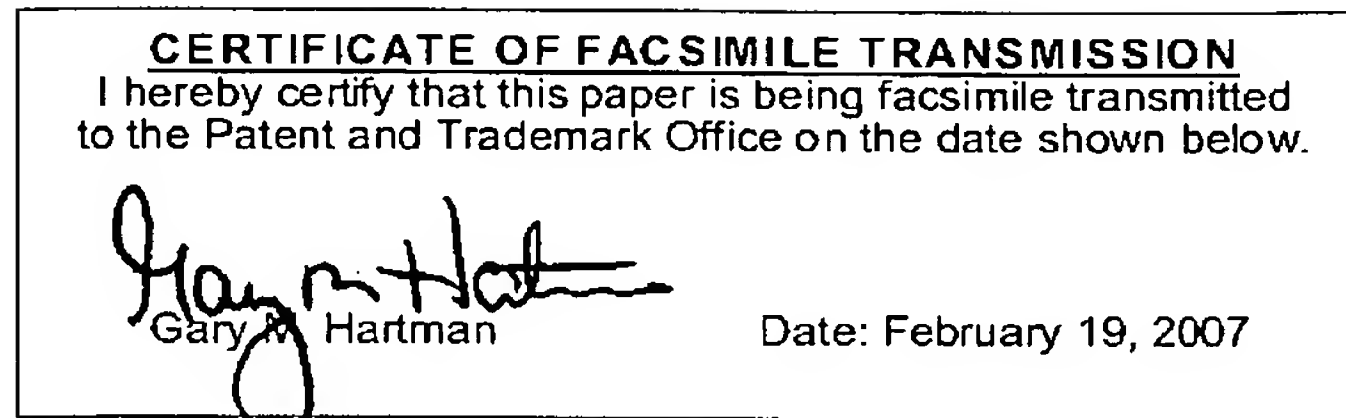 CERTIFICATE OF FACSIMILE TRANSMISSION
I hereby certify that this paper is being facsimile transmitted
to the Patent and Trademark Office on the date shown below.
Gary M Hartman
Gary M. Hartman
Date: February 19, 2007